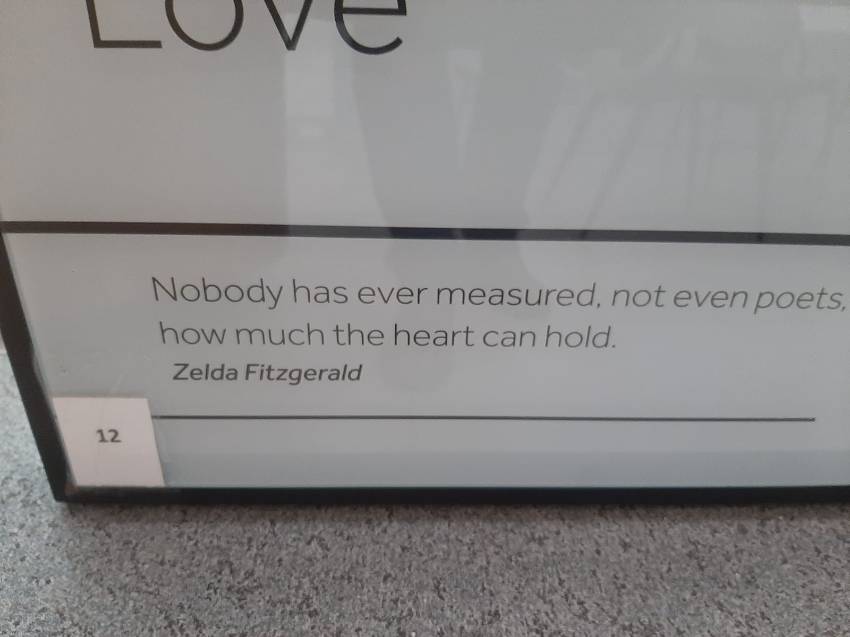 Love
Nobody has ever measured, not even poets,
how much the heart can hold.
Zelda Fitzgerald
12